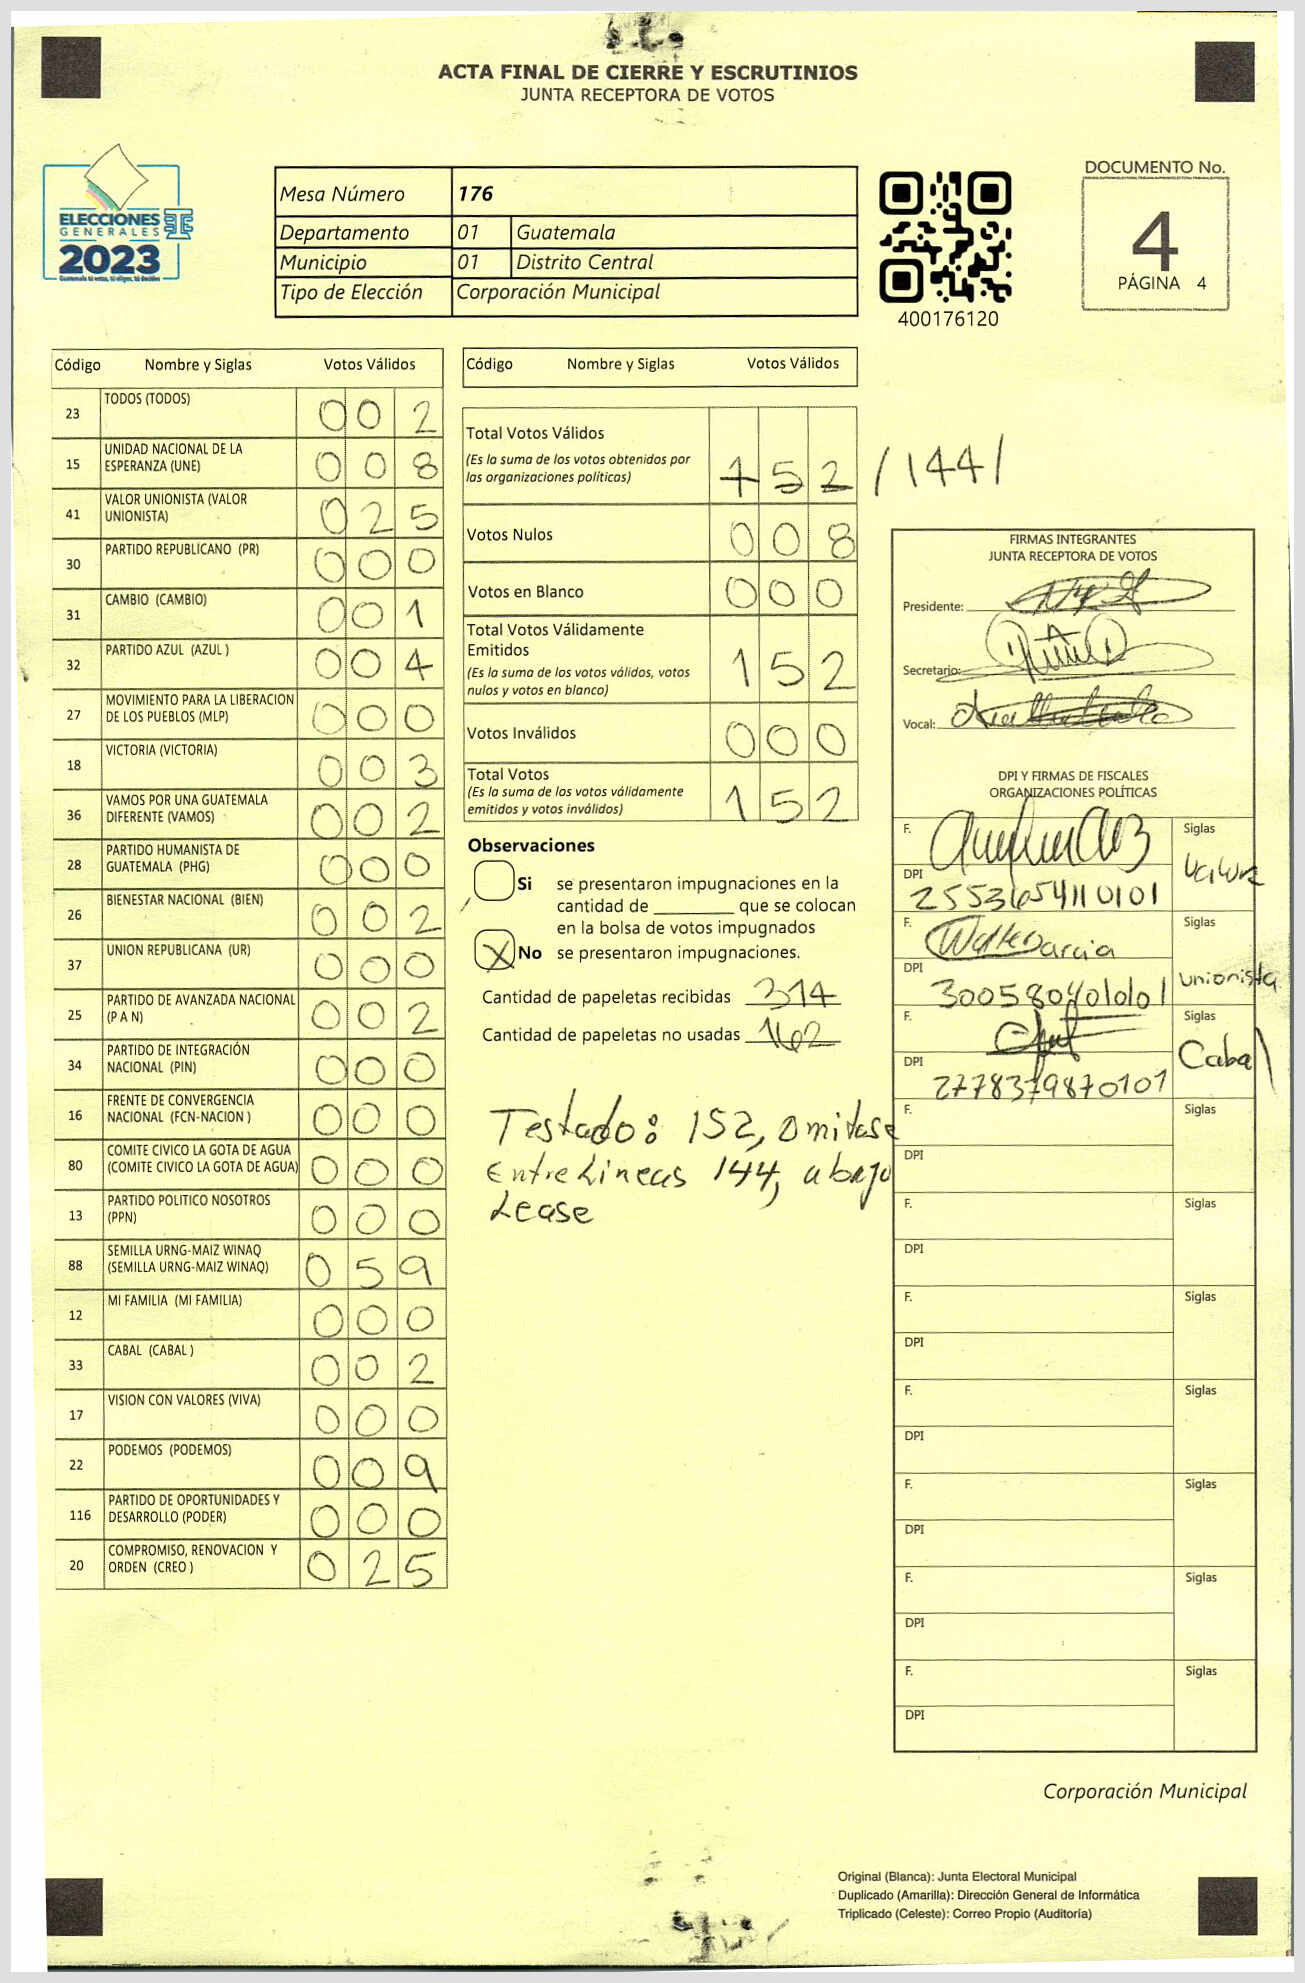 ACTA FINAL DE CIERRE Y ESCRUTINIOS
JUNTA RECEPTORA DE VOTOS
ELECCIONES
GENERALES
2023
Mesa Número 176
Departamento 01 Guatemala
Municipio 01 Distrito Central
Tipo de Elección Corporación Municipal
400176120
DOCUMENTO No.
4
PÁGINA 4
Código Nombre y Siglas Votos Válidos
23 TODOS (TODOS) 0 0 2
15 UNIDAD NACIONAL DE LA ESPERANZA (UNE) 0 0 8
41 VALOR UNIONISTA (VALOR UNIONISTA) 0 2 5
30 PARTIDO REPUBLICANO (PR) 0 0 0
31 CAMBIO (CAMBIO) 0 0 1
32 PARTIDO AZUL (AZUL ) 0 0 4
27 MOVIMIENTO PARA LA LIBERACION DE LOS PUEBLOS (MLP) 0 0 0
18 VICTORIA (VICTORIA) 0 0 3
36 VAMOS POR UNA GUATEMALA DIFERENTE (VAMOS) 0 0 2
28 PARTIDO HUMANISTA DE GUATEMALA (PHG) 0 0 0
26 BIENESTAR NACIONAL (BIEN) 0 0 2
37 UNION REPUBLICANA (UR) 0 0 0
25 PARTIDO DE AVANZADA NACIONAL (P A N) 0 0 2
34 PARTIDO DE INTEGRACIÓN NACIONAL (PIN) 0 0 0
16 FRENTE DE CONVERGENCIA NACIONAL (FCN-NACION ) 0 0 0
80 COMITE CIVICO LA GOTA DE AGUA (COMITE CIVICO LA GOTA DE AGUA) 0 0 0
13 PARTIDO POLITICO NOSOTROS (PPN) 0 0 0
88 SEMILLA URNG-MAIZ WINAQ (SEMILLA URNG-MAIZ WINAQ) 0 5 9
12 MI FAMILIA (MI FAMILIA) 0 0 0
33 CABAL (CABAL ) 0 0 2
17 VISION CON VALORES (VIVA) 0 0 0
22 PODEMOS (PODEMOS) 0 0 9
116 PARTIDO DE OPORTUNIDADES Y DESARROLLO (PODER) 0 0 0
20 COMPROMISO, RENOVACION Y ORDEN (CREO ) 0 2 5
Código Nombre y Siglas Votos Válidos
Total Votos Válidos
(Es la suma de los votos obtenidos por
las organizaciones políticas) 1 5 2 /144/
Votos Nulos 0 0 8
Votos en Blanco 0 0 0
Total Votos Válidamente
Emitidos
(Es la suma de los votos válidos, votos
nulos y votos en blanco) 1 5 2
Votos Inválidos 0 0 0
Total Votos
(Es la suma de los votos válidamente
emitidos y votos inválidos) 1 5 2
Observaciones
Si se presentaron impugnaciones en la
cantidad de ________ que se colocan
en la bolsa de votos impugnados
X No se presentaron impugnaciones.
Cantidad de papeletas recibidas 314
Cantidad de papeletas no usadas 162
Testado: 152, Omitase
Entre Lineas 144, abajo
Lease
FIRMAS INTEGRANTES
JUNTA RECEPTORA DE VOTOS
Presidente:
Secretario:
Vocal:
DPI Y FIRMAS DE FISCALES
ORGANIZACIONES POLÍTICAS
F. Siglas
DPI
F. Walter Garcia Siglas unionista
DPI 3005804010101
F. Siglas Cabal
DPI 2778379870101
F. Siglas
DPI
F. Siglas
DPI
F. Siglas
DPI
F. Siglas
DPI
F. Siglas
DPI
F. Siglas
DPI
F. Siglas
DPI
Corporación Municipal
Original (Blanca): Junta Electoral Municipal
Duplicado (Amarilla): Dirección General de Informática
Triplicado (Celeste): Correo Propio (Auditoría)